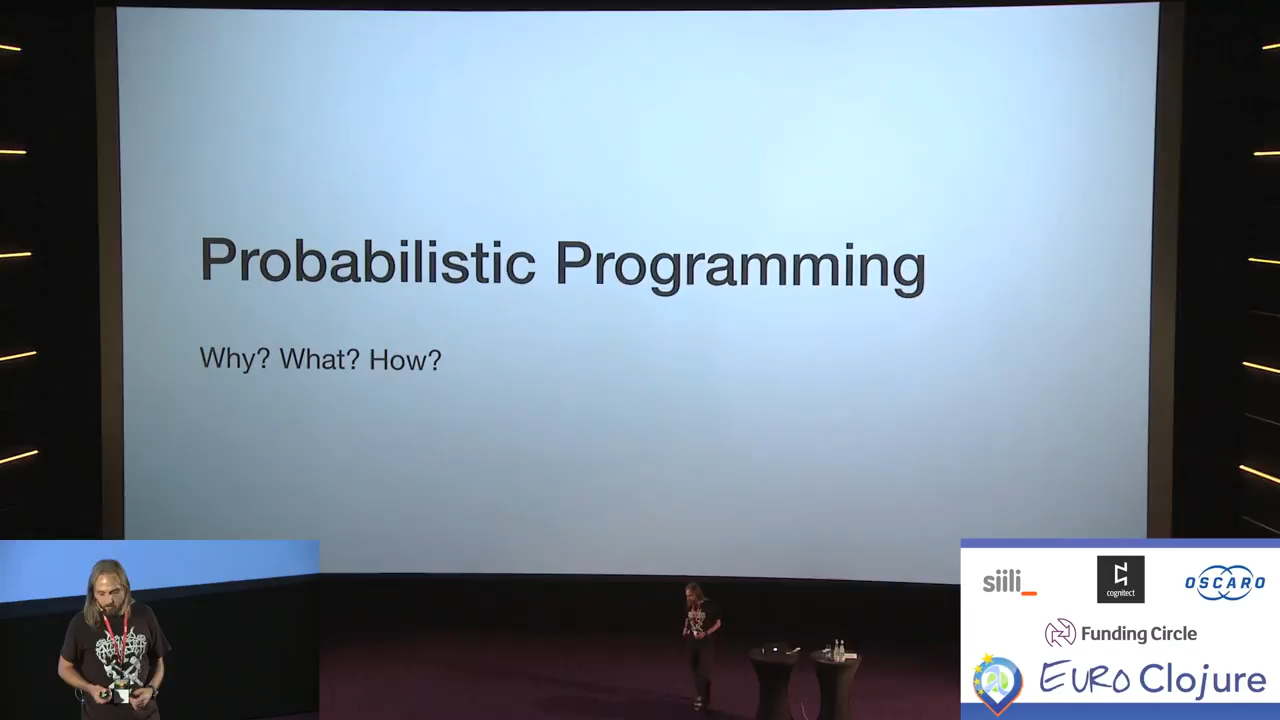 Probabilistic Programming
Why? What? How?
siili_
cognitect
OSCARO
Funding Circle
EURO Clojure